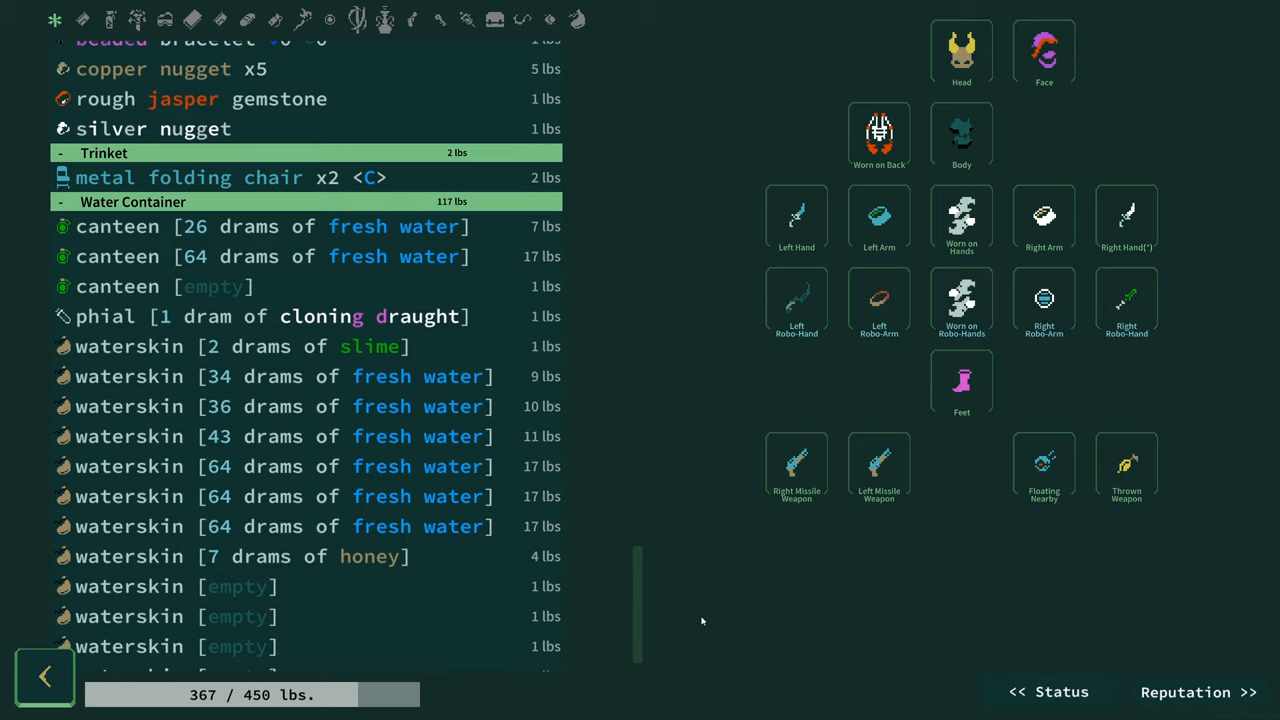 beaded bracelet 1 lbs
copper nugget x5 5 lbs
rough jasper gemstone 1 lbs
silver nugget 1 lbs
- Trinket 2 lbs
metal folding chair x2 <C> 2 lbs
- Water Container 117 lbs
canteen [26 drams of fresh water] 7 lbs
canteen [64 drams of fresh water] 17 lbs
canteen [empty] 1 lbs
phial [1 dram of cloning draught] 1 lbs
waterskin [2 drams of slime] 1 lbs
waterskin [34 drams of fresh water] 9 lbs
waterskin [36 drams of fresh water] 10 lbs
waterskin [43 drams of fresh water] 11 lbs
waterskin [64 drams of fresh water] 17 lbs
waterskin [64 drams of fresh water] 17 lbs
waterskin [64 drams of fresh water] 17 lbs
waterskin [7 drams of honey] 4 lbs
waterskin [empty] 1 lbs
waterskin [empty] 1 lbs
waterskin [empty] 1 lbs
367 / 450 lbs.
Head
Face
Worn on Back
Body
Left Hand
Left Arm
Worn on
Hands
Right Arm
Right Hand(*)
Left
Robo-Hand
Left
Robo-Arm
Worn on
Robo-Hands
Right
Robo-Arm
Right
Robo-Hand
Feet
Right Missile
Weapon
Left Missile
Weapon
Floating
Nearby
Thrown
Weapon
<< Status
Reputation >>